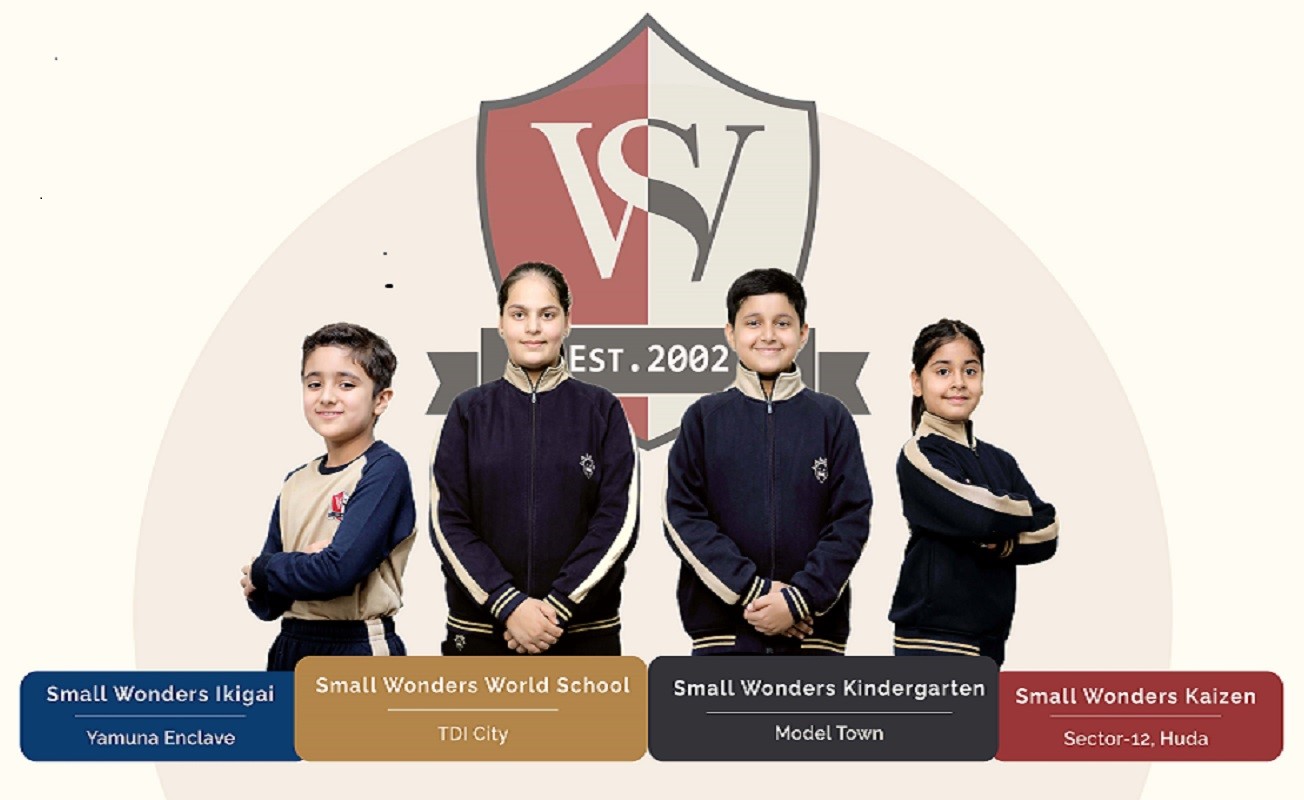 WS
EST.2002
Small Wonders Ikigai
Yamuna Enclave
Small Wonders World School
TDI City
Small Wonders Kindergarten
Model Town
Small Wonders Kaizen
Sector-12, Huda